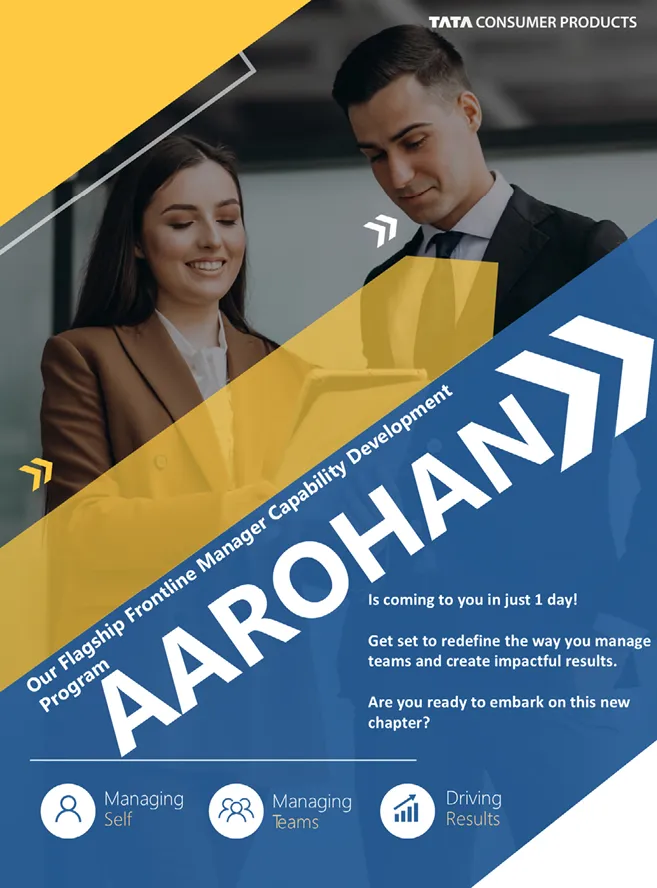 TATA CONSUMER PRODUCTS
Our Flagship Frontline Manager Capability Development
Program
AAROHAN
Is coming to you in just 1 day!
Get set to redefine the way you manage
teams and create impactful results.
Are you ready to embark on this new
chapter?
Managing
Self
Managing
Teams
Driving
Results